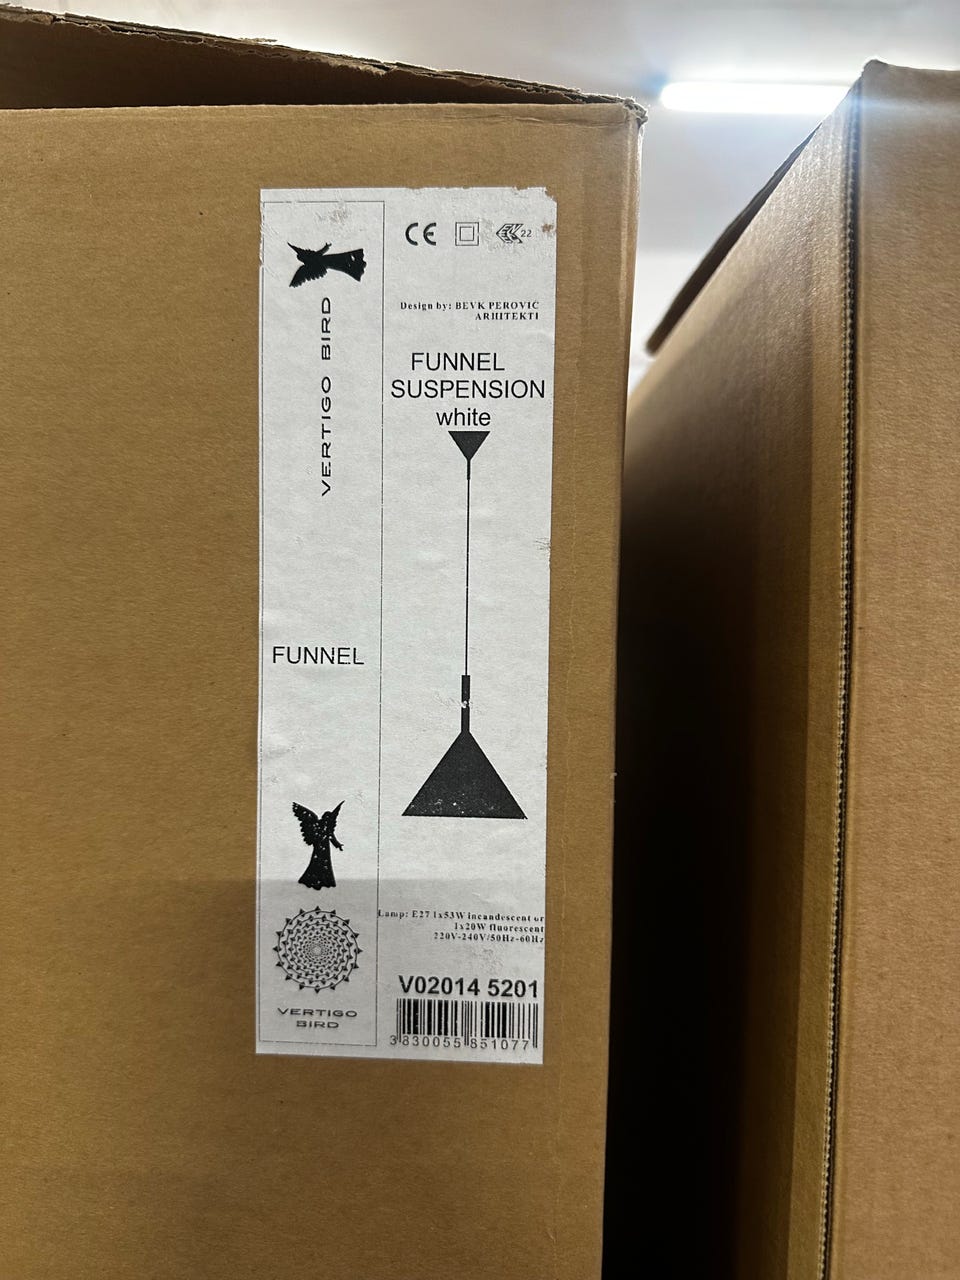 VERTIGO BIRD
FUNNEL
VERTIGO
BIRD
CE
22
Design by: BEVK PEROVIĆ
ARHITEKTI
FUNNEL
SUSPENSION
white
Lamp: E27 1x53W incandescent or
1x20W fluorescent
220V-240V/50Hz-60Hz
V02014 5201
3830055851077